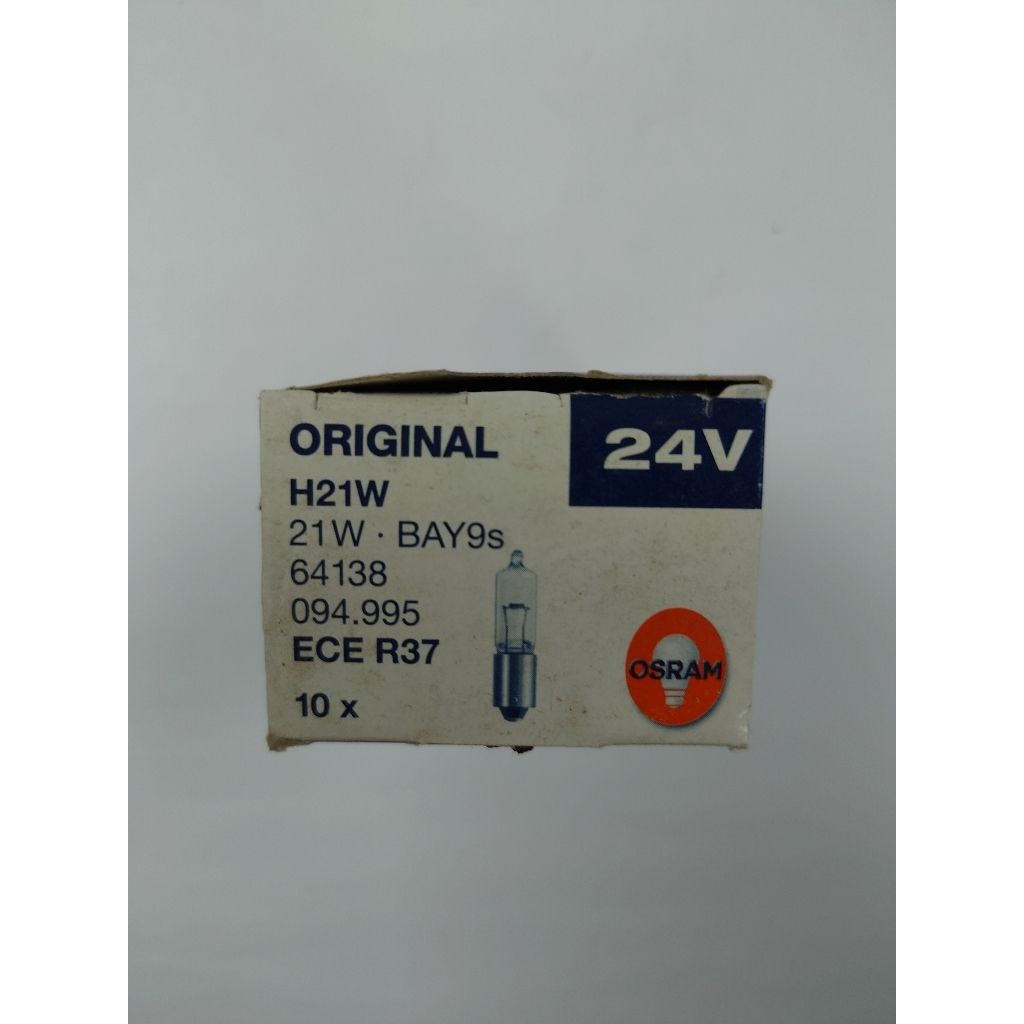 ORIGINAL
24V
H21W
21W · BAY9s
64138
094.995
ECE R37
10 x
OSRAM